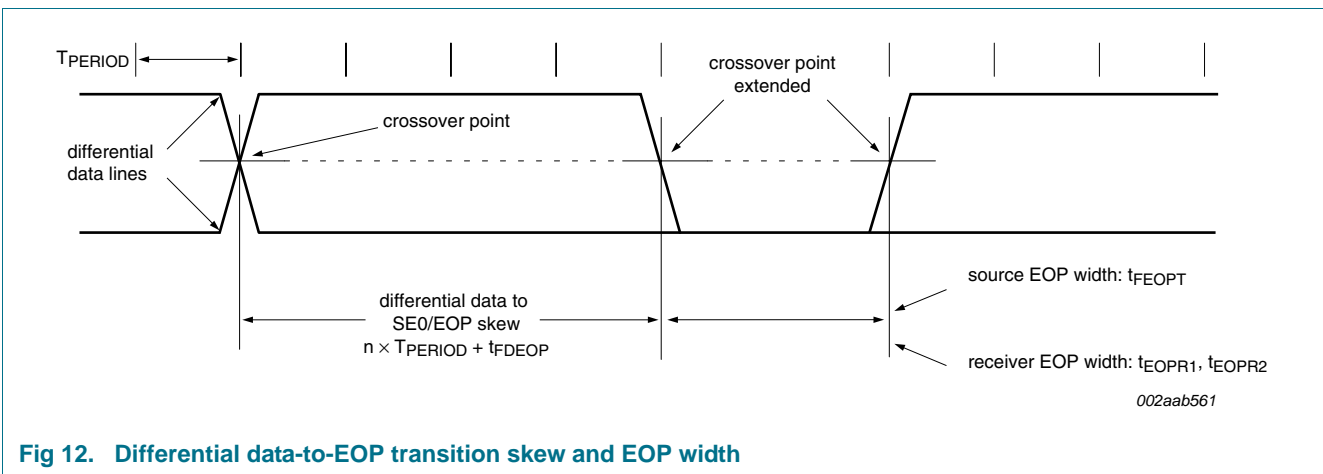 TPERIOD
crossover point
extended
crossover point
differential
data lines
differential data to
SE0/EOP skew
n × TPERIOD + tFDEOP
source EOP width: tFEOPT
receiver EOP width: tEOPR1, tEOPR2
002aab561
Fig 12. Differential data-to-EOP transition skew and EOP width